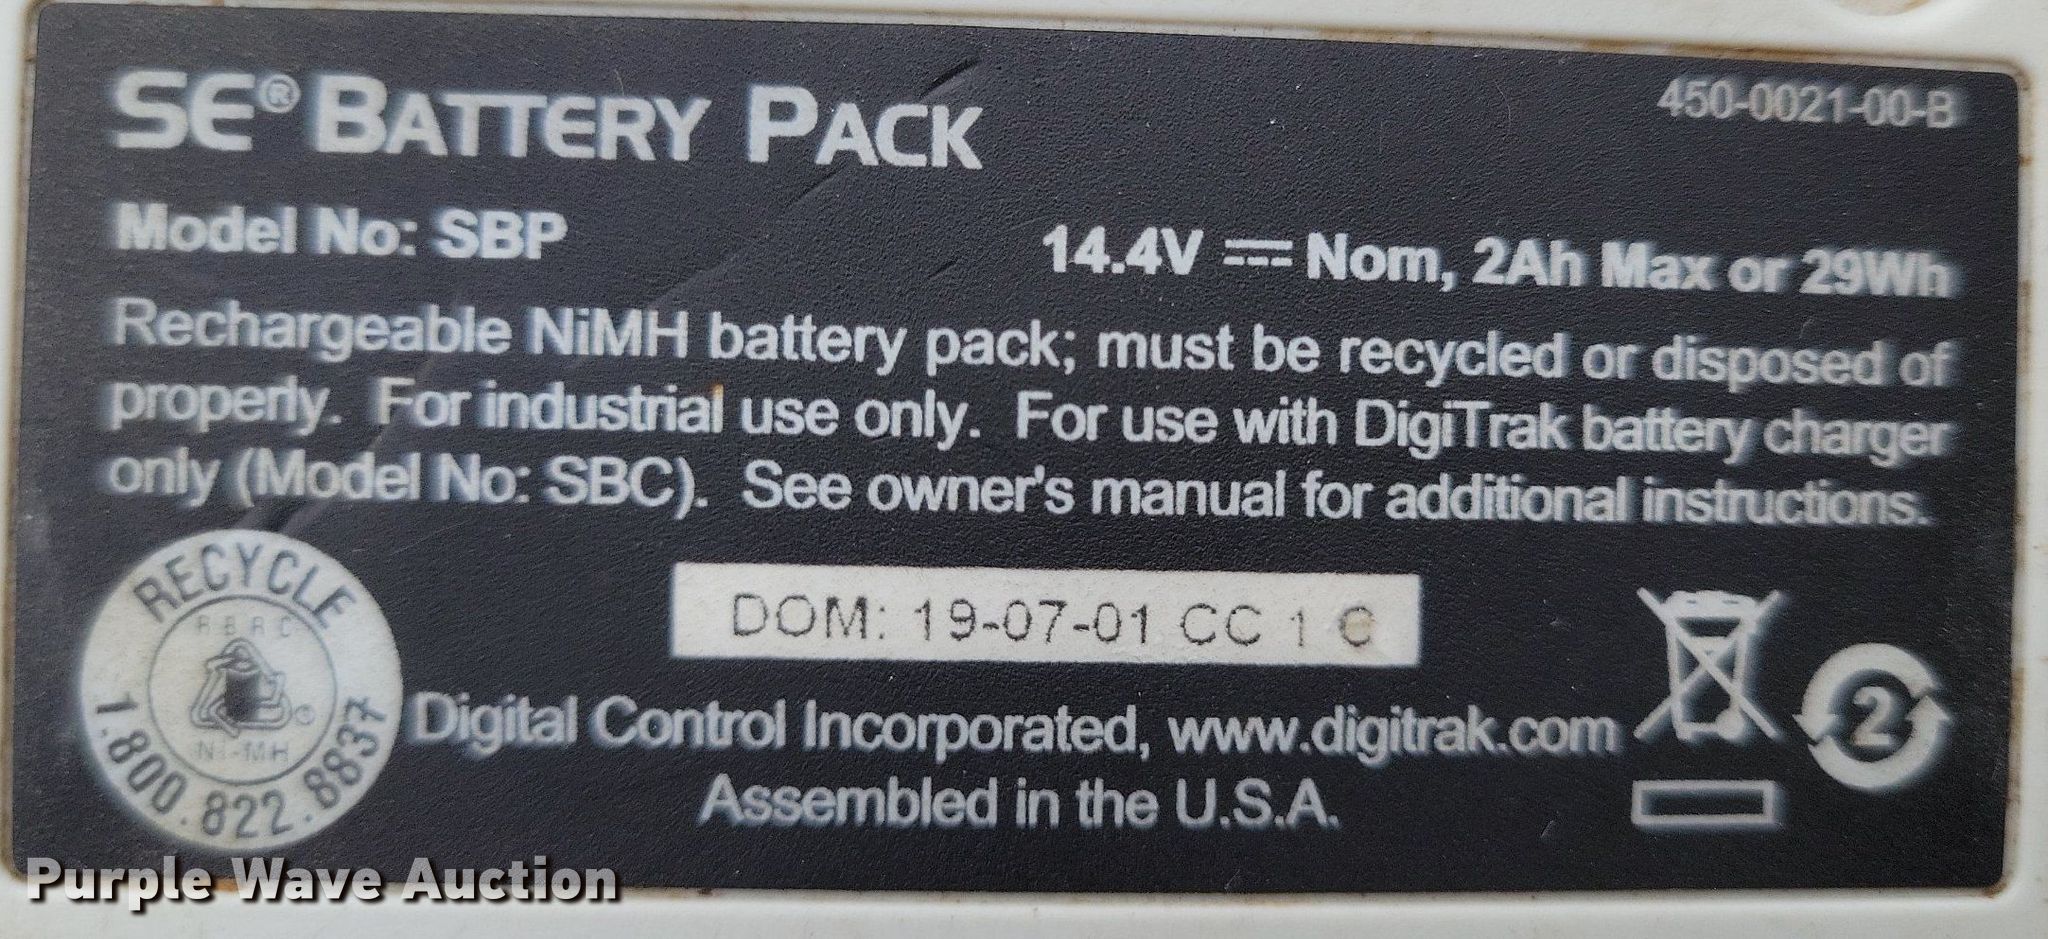 SE® BATTERY PACK
450-0021-00-B
Model No: SBP
14.4V ⎓ Nom, 2Ah Max or 29Wh
Rechargeable NiMH battery pack; must be recycled or disposed of
properly. For industrial use only. For use with DigiTrak battery charger
only (Model No: SBC). See owner's manual for additional instructions.
RECYCLE
RBRC
Ni-MH
1.800.822.8837
DOM: 19-07-01 CC 1 C
Digital Control Incorporated, www.digitrak.com
Assembled in the U.S.A.
2
Purple Wave Auction